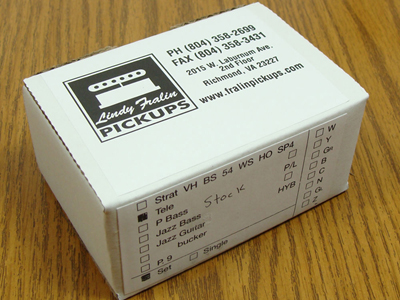 PH (804) 358-2699
FAX (804) 358-3431
2015 W. Laburnum Ave.
2nd Floor
Richmond, VA 23227
www.fralinpickups.com
Lindy Fralin
PICKUPS
Strat VH BS 54 WS HO SP4
Tele P/L
P Bass Stock HYB
Jazz Bass
Jazz Guitar
bucker
P. 9
Set Single
W
Y
B
C
N
Z